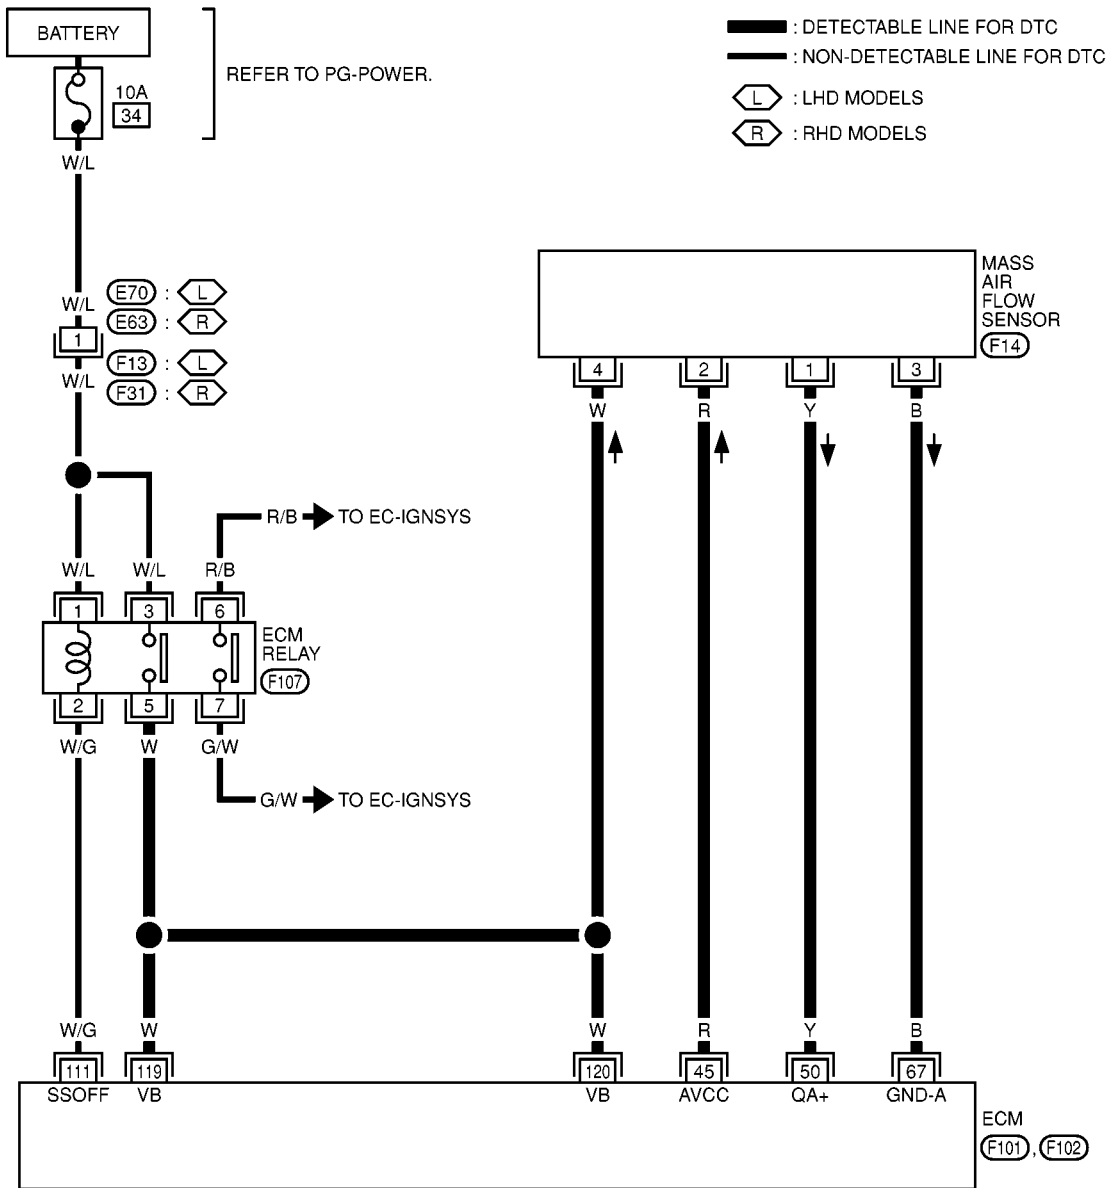 BATTERY
10A
34
REFER TO PG-POWER.
: DETECTABLE LINE FOR DTC
: NON-DETECTABLE LINE FOR DTC
L : LHD MODELS
R : RHD MODELS
W/L
W/L
1
W/L
E70 : L
E63 : R
F13 : L
F31 : R
MASS
AIR
FLOW
SENSOR
F14
4 2 1 3
W R Y B
R/B TO EC-IGNSYS
W/L W/L R/B
1 3 6
ECM
RELAY
F107
2 5 7
W/G W G/W
G/W TO EC-IGNSYS
W/G W W R Y B
111 119 120 45 50 67
SSOFF VB VB AVCC QA+ GND-A
ECM
F101 , F102